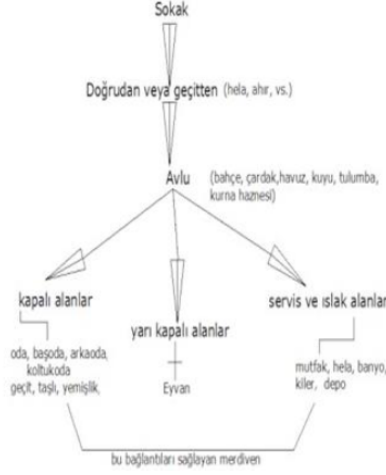 Sokak
Doğrudan veya geçitten (hela, ahır, vs.)
Avlu (bahçe, çardak,havuz, kuyu, tulumba,
kurna haznesi)
kapalı alanlar
yarı kapalı alanlar
servis ve ıslak alanlar
oda, başoda, arkaoda,
koltukoda
geçit, taşlı, yemişlik,
Eyvan
mutfak, hela, banyo,
kiler, depo
bu bağlantıları sağlayan merdiven